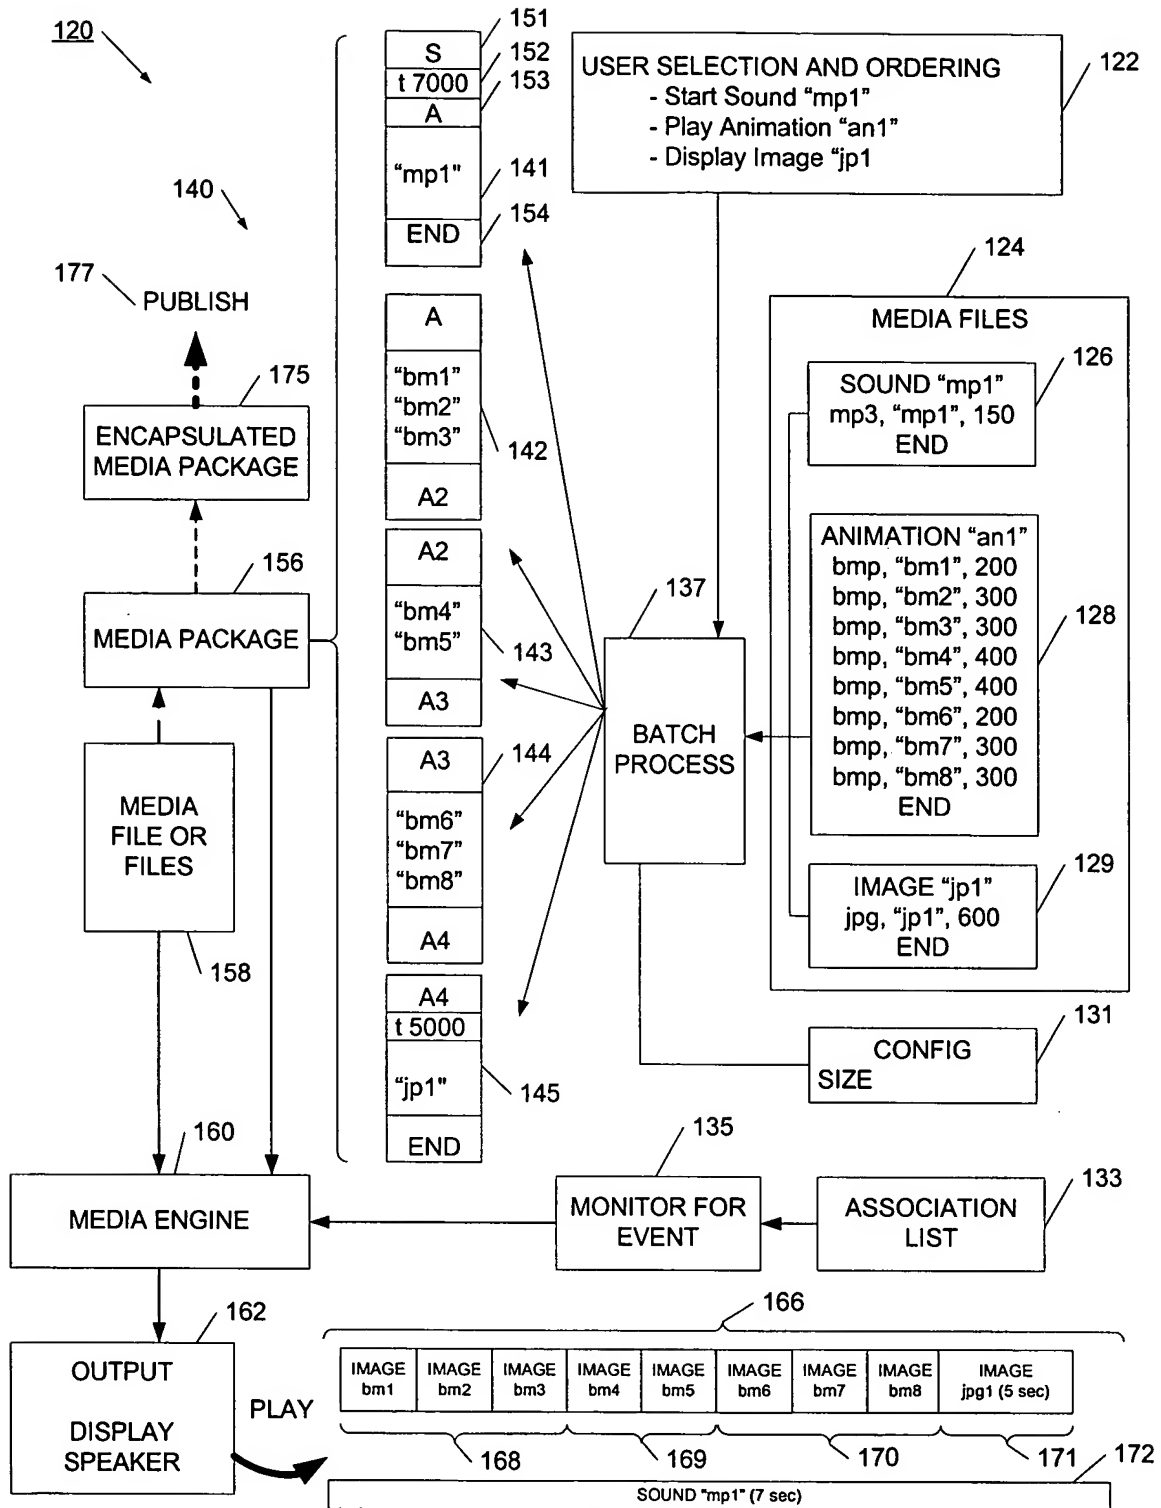 120
140
177
PUBLISH
175
ENCAPSULATED
MEDIA PACKAGE
156
MEDIA PACKAGE
MEDIA
FILE OR
FILES
158
160
MEDIA ENGINE
162
OUTPUT
DISPLAY
SPEAKER
PLAY
S
t 7000
A
"mp1"
END
151
152
153
141
154
A
"bm1"
"bm2"
"bm3"
A2
142
A2
"bm4"
"bm5"
A3
143
A3
"bm6"
"bm7"
"bm8"
A4
144
A4
t 5000
"jp1"
END
145
USER SELECTION AND ORDERING
- Start Sound "mp1"
- Play Animation "an1"
- Display Image "jp1
122
124
MEDIA FILES
SOUND "mp1"
mp3, "mp1", 150
END
126
ANIMATION "an1"
bmp, "bm1", 200
bmp, "bm2", 300
bmp, "bm3", 300
bmp, "bm4", 400
bmp, "bm5", 400
bmp, "bm6", 200
bmp, "bm7", 300
bmp, "bm8", 300
END
128
IMAGE "jp1"
jpg, "jp1", 600
END
129
137
BATCH
PROCESS
CONFIG
SIZE
131
135
MONITOR FOR
EVENT
ASSOCIATION
LIST
133
166
IMAGE
bm1
IMAGE
bm2
IMAGE
bm3
IMAGE
bm4
IMAGE
bm5
IMAGE
bm6
IMAGE
bm7
IMAGE
bm8
IMAGE
jpg1 (5 sec)
168
169
170
171
172
SOUND "mp1" (7 sec)